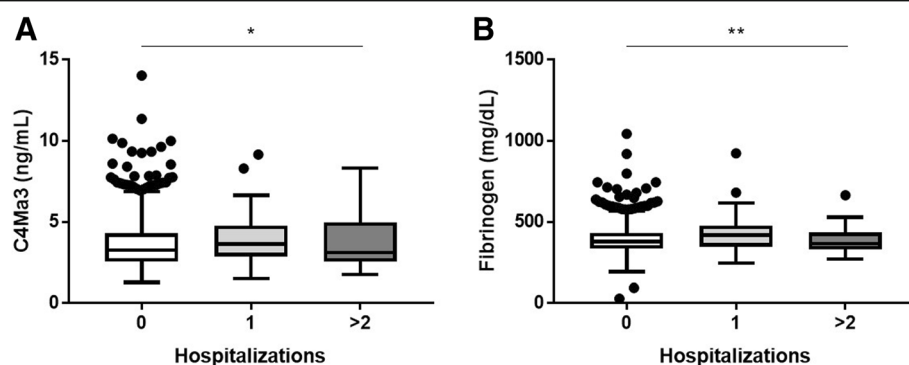 A
*
15
10
5
0
C4Ma3 (ng/mL)
0 1 >2
Hospitalizations
B
**
1500
1000
500
0
Fibrinogen (mg/dL)
0 1 >2
Hospitalizations